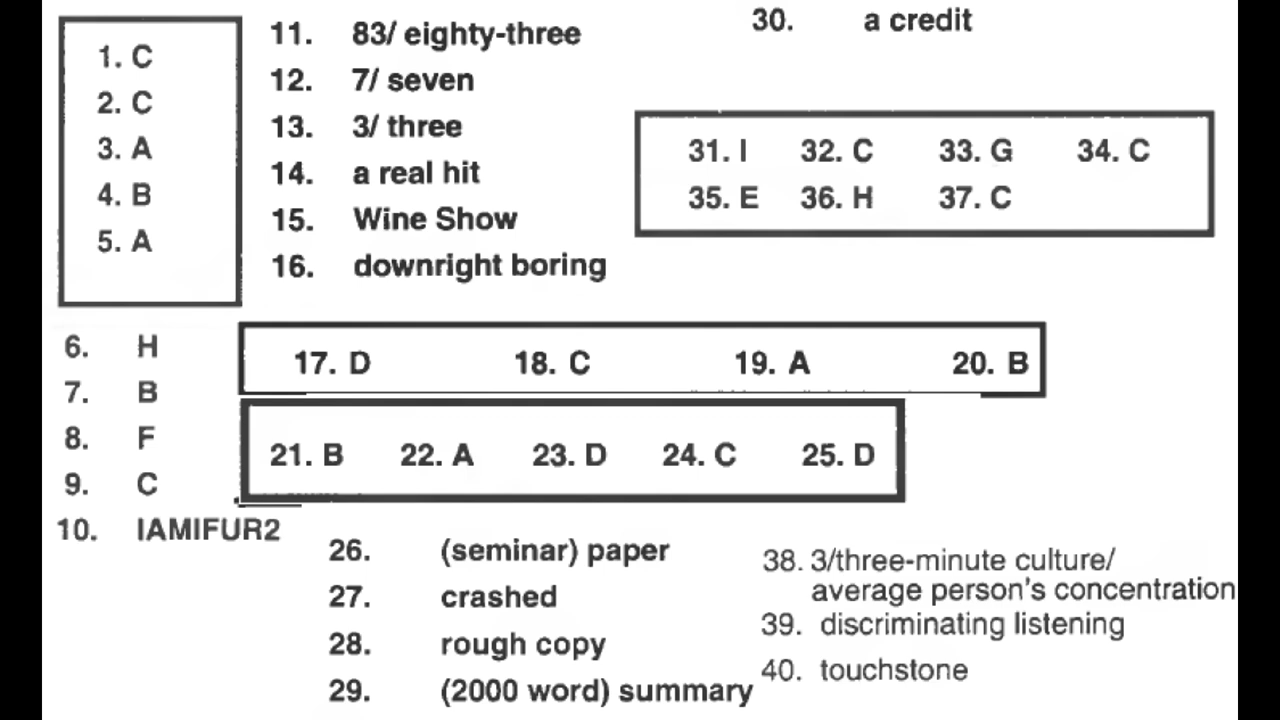 1. C
2. C
3. A
4. B
5. A
6. H
7. B
8. F
9. C
10. IAMIFUR2
11. 83/ eighty-three
12. 7/ seven
13. 3/ three
14. a real hit
15. Wine Show
16. downright boring
17. D 18. C 19. A 20. B
21. B 22. A 23. D 24. C 25. D
26. (seminar) paper
27. crashed
28. rough copy
29. (2000 word) summary
30. a credit
31. I 32. C 33. G 34. C
35. E 36. H 37. C
38. 3/three-minute culture/
average person's concentration
39. discriminating listening
40. touchstone